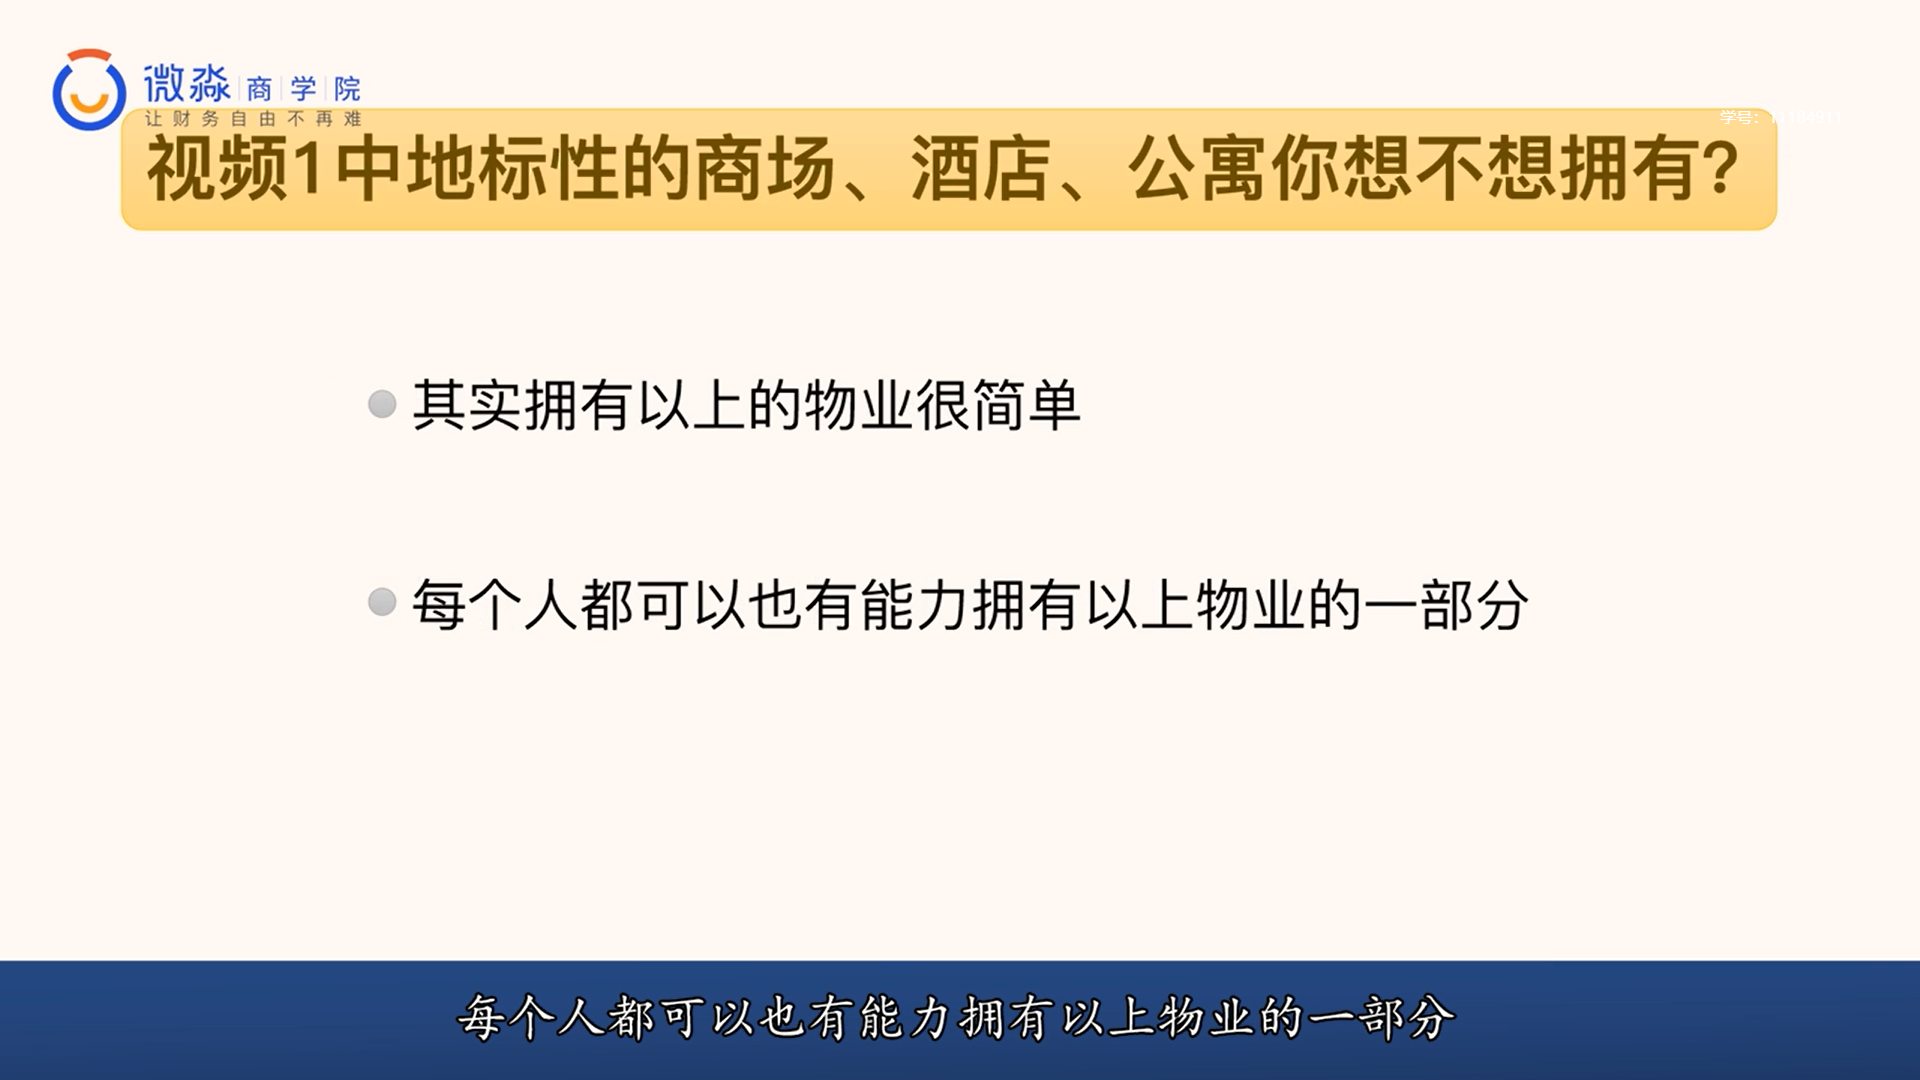 微淼商学院
让财务自由不再难
学号：
视频1中地标性的商场、酒店、公寓你想不想拥有?
其实拥有以上的物业很简单
每个人都可以也有能力拥有以上物业的一部分
每个人都可以也有能力拥有以上物业的一部分